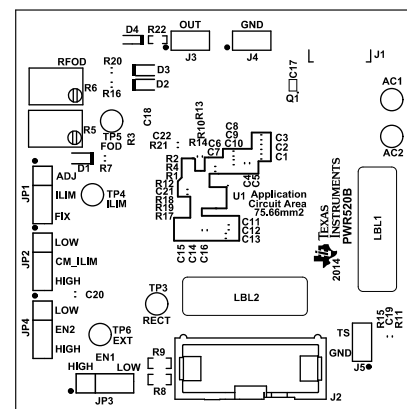 D4
R22
OUT
GND
J3
J4
J1
RFOD
R20
R6
R16
D3
D2
C17
Q1
AC1
AC2
R5
TP5
FOD
R3
C18
C22
R21
R14
R10
R13
C6
C7
C8
C9
C10
C3
C2
C1
C4
C5
D1
R7
R2
R4
R1
R12
C21
R18
R19
R17
U1
Application
Circuit Area
75.66mm2
C11
C12
C13
C15
C14
C16
JP1
ADJ
ILIM
FIX
TP4
ILIM
JP2
LOW
CM_ILIM
HIGH
C20
JP4
LOW
EN2
HIGH
TP3
RECT
TP6
EXT
LBL2
LBL1
TEXAS
INSTRUMENTS
PWR520B
2014
TS
GND
J5
R15
C19
R11
EN1
HIGH
LOW
JP3
R9
R8
J2